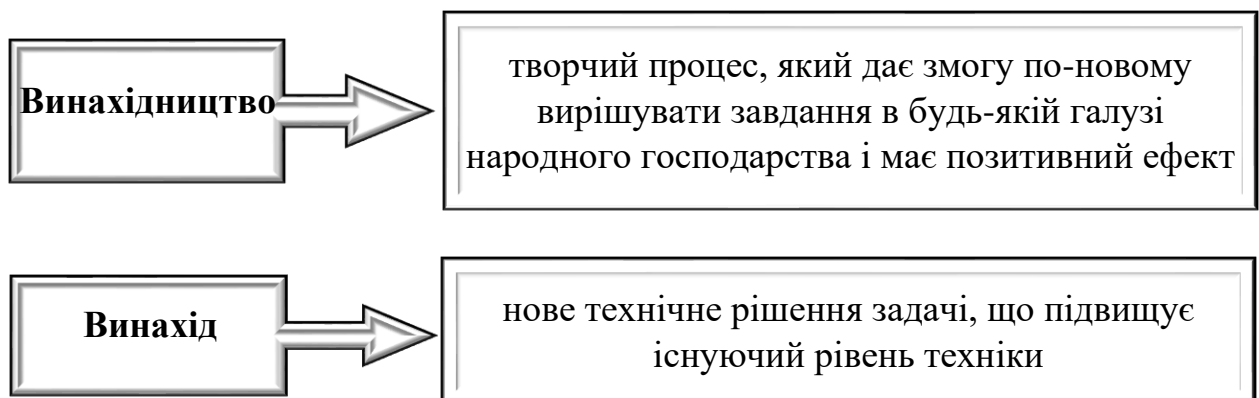 Винахідництво
творчий процес, який дає змогу по-новому
вирішувати завдання в будь-якій галузі
народного господарства і має позитивний ефект
Винахід
нове технічне рішення задачі, що підвищує
існуючий рівень техніки